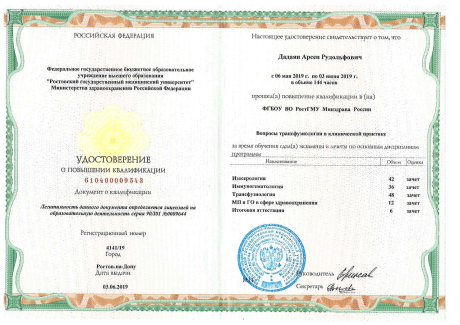 РОССИЙСКАЯ ФЕДЕРАЦИЯ
Федеральное государственное бюджетное образовательное
учреждение высшего образования
"Ростовский государственный медицинский университет"
Министерства здравоохранения Российской Федерации
УДОСТОВЕРЕНИЕ
О ПОВЫШЕНИИ КВАЛИФИКАЦИИ
610400009543
Документ о квалификации
Легитимность данного документа определяется лицензией на
образовательную деятельность серия 90Л01 №0009644
Регистрационный номер
4141/19
Город
Ростов-на-Дону
Дата выдачи
03.06.2019
Настоящее удостоверение свидетельствует о том, что
Арсен Рудольфович
с 06 мая 2019 г. по 02 июня 2019 г.
в объеме 144 часов
прошел(а) повышение квалификации в (на)
ФГБОУ ВО РостГМУ Минздрава России
Вопросы трансфузиологии в клинической практике
за время обучения сдал(а) экзамены и зачеты по основным дисциплинам
программы
Наименование Объем Оценка
42 зачет
Иммуногематология 36 зачет
Трансфузиология 48 зачет
МП и ГО в сфере здравоохранения 12 зачет
Итоговая аттестация 6 зачет
Руководитель
Секретарь